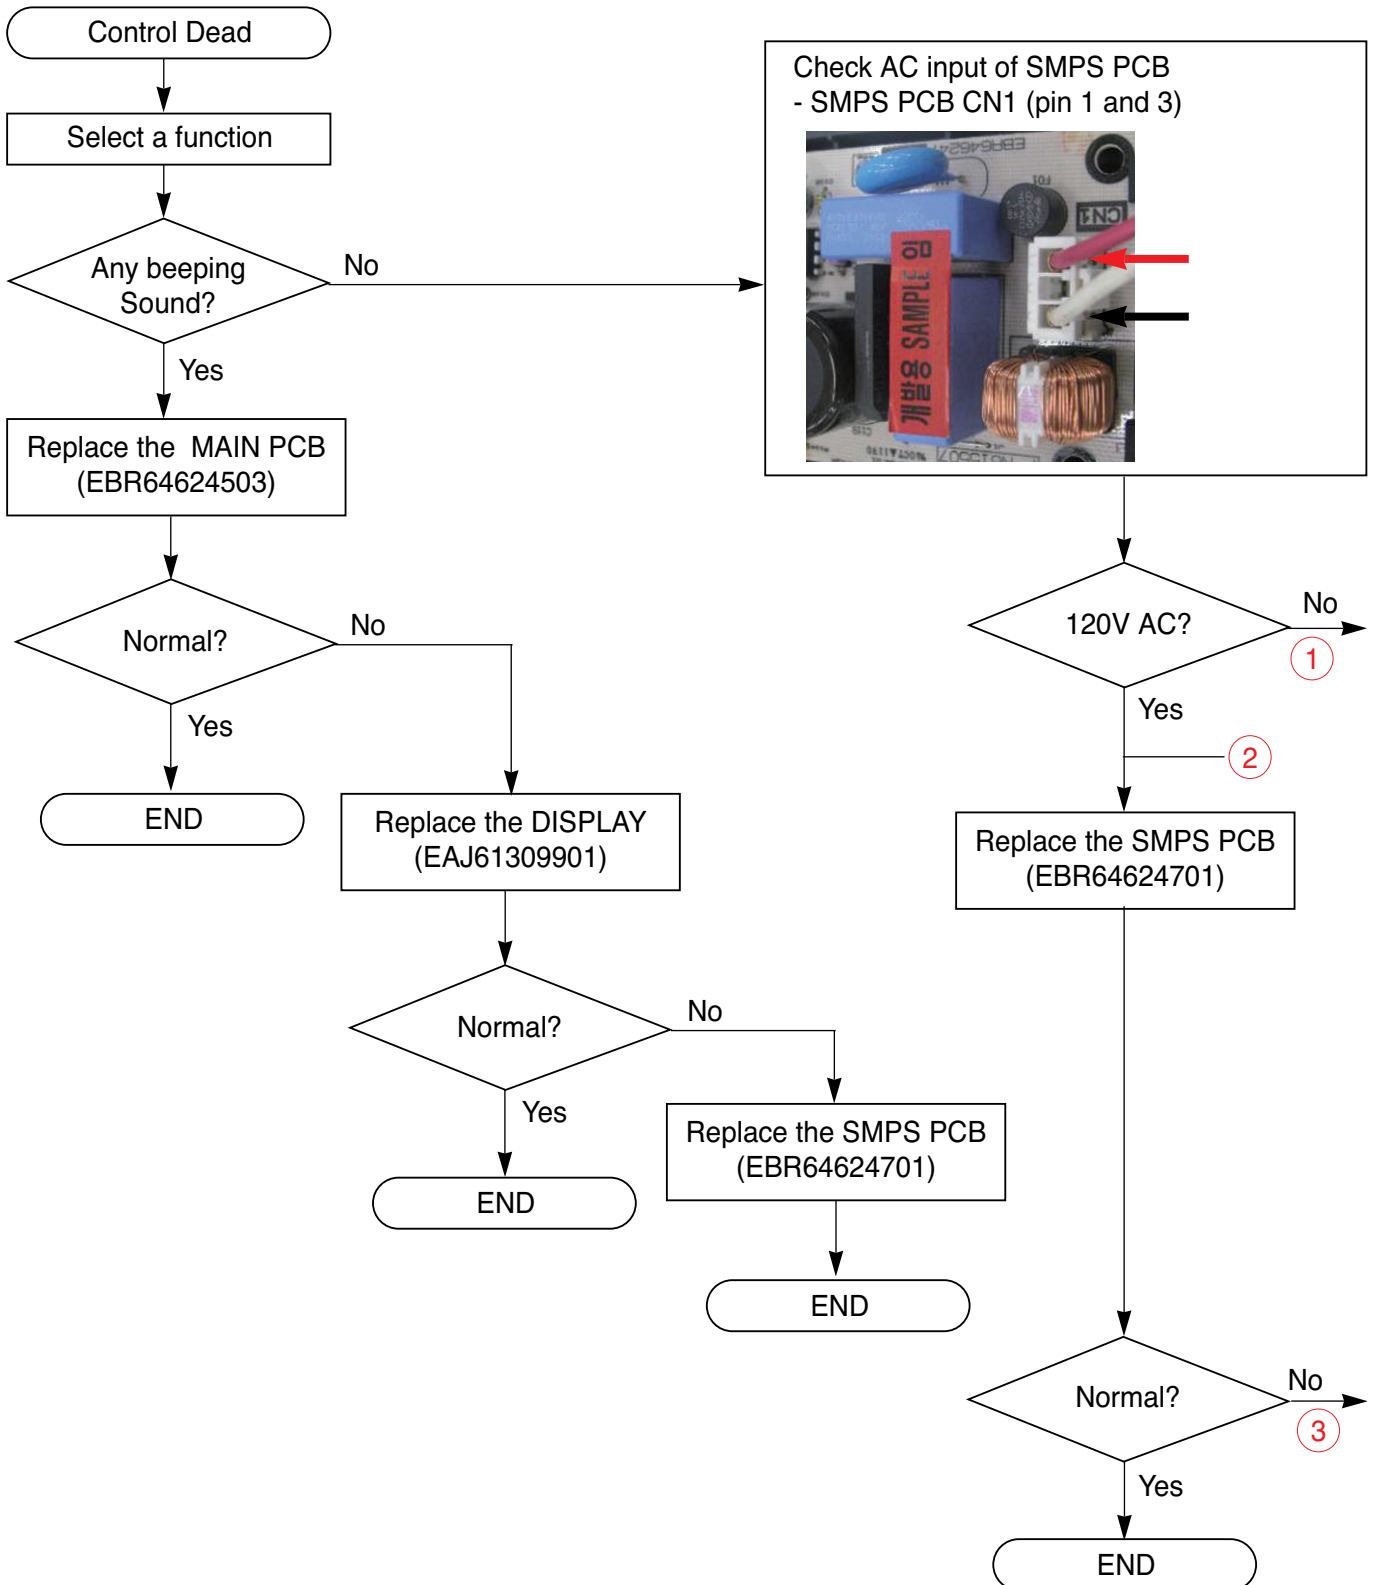 Control Dead
Select a function
Any beeping
Sound?
No
Yes
Replace the MAIN PCB
(EBR64624503)
Normal?
No
Yes
END
Replace the DISPLAY
(EAJ61309901)
Normal?
No
Yes
END
Replace the SMPS PCB
(EBR64624701)
END
Check AC input of SMPS PCB
- SMPS PCB CN1 (pin 1 and 3)
CN1
개발용 SAMPLE 임
120V AC?
No
1
Yes
2
Replace the SMPS PCB
(EBR64624701)
Normal?
No
3
Yes
END